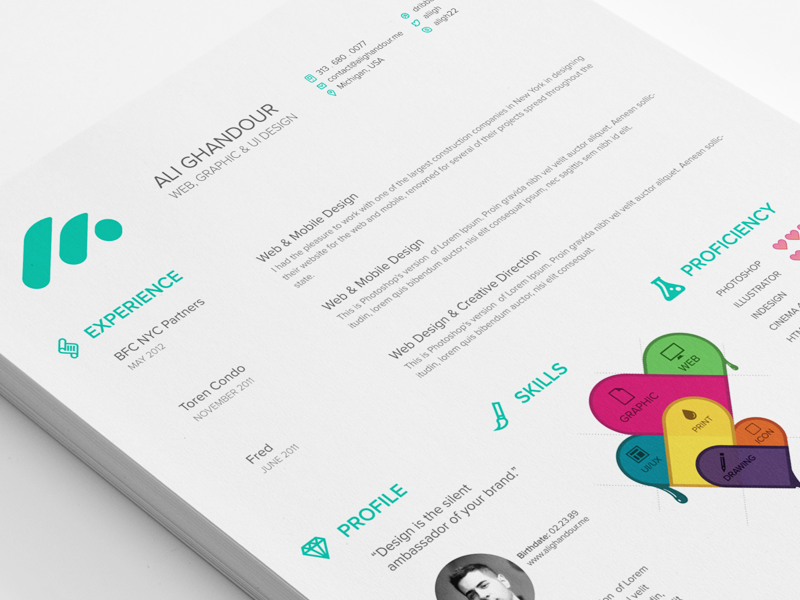 313 680 0077
contact@alighandour.me
Michigan, USA
aligh22
ALI GHANDOUR
WEB, GRAPHIC & UI DESIGN
EXPERIENCE
BFC NYC Partners
MAY 2012
Web & Mobile Design
I had the pleasure to work with one of the largest construction companies in New York in designing
their website for the web and mobile, renowned for several of their projects spread throughout the
state.
Toren Condo
NOVEMBER 2011
Web & Mobile Design
This is Photoshop's version of Lorem Ipsum. Proin gravida nibh vel velit auctor aliquet. Aenean sollic-
itudin, lorem quis bibendum auctor, nisi elit consequat ipsum, nec sagittis sem nibh id elit.
Fred
JUNE 2011
Web Design & Creative Direction
This is Photoshop's version of Lorem Ipsum. Proin gravida nibh vel velit auctor aliquet. Aenean sollic-
itudin, lorem quis bibendum auctor, nisi elit consequat.
PROFILE
"Design is the silent
ambassador of your brand."
Birthdate: 02.23.89
www.alighandour.me
of Lorem
velit
SKILLS
WEB
GRAPHIC
PRINT
ICON
UI/UX
DRAWING
PROFICIENCY
PHOTOSHOP
ILLUSTRATOR
INDESIGN
CINEMA